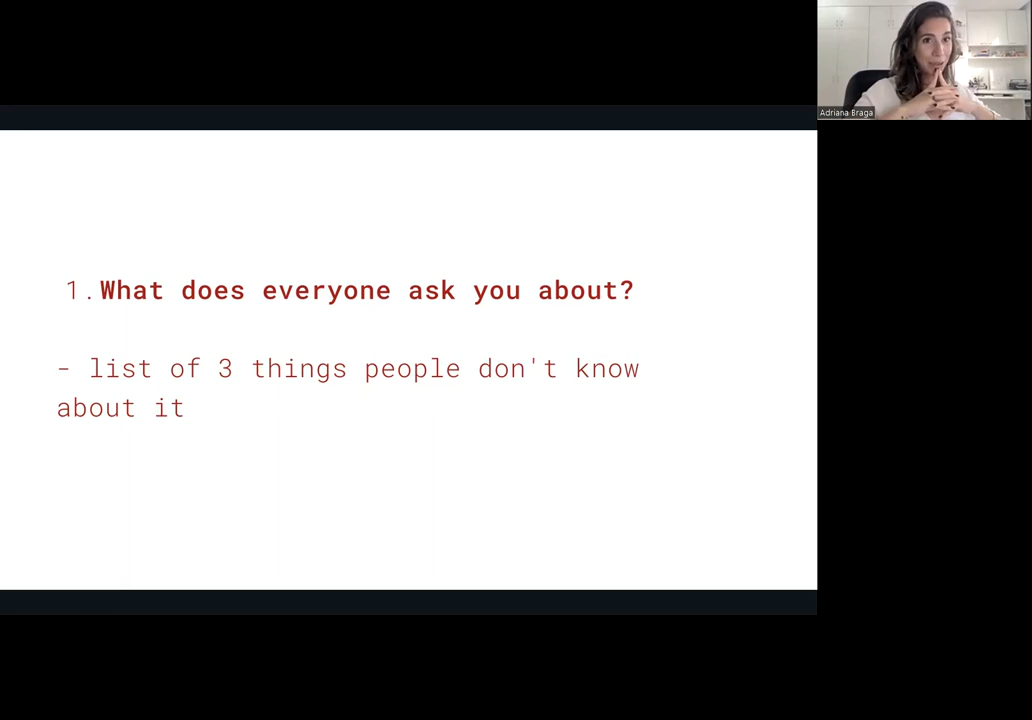 Adriana Braga
1. What does everyone ask you about?
- list of 3 things people don't know
about it